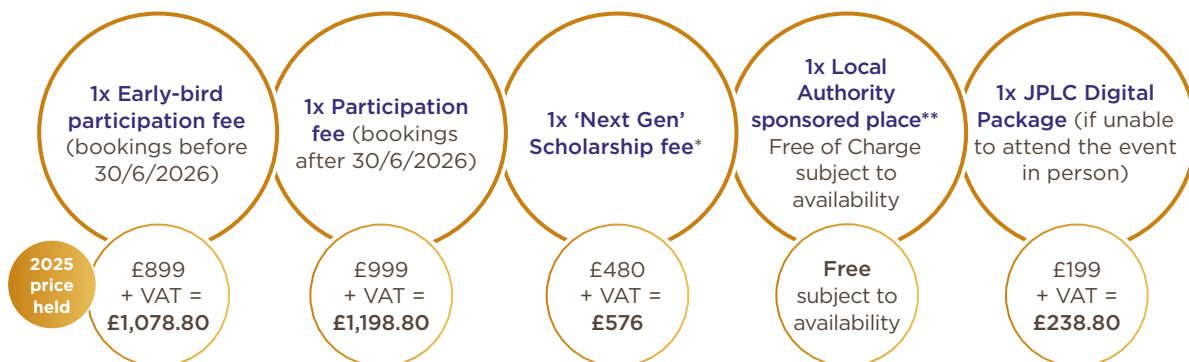 1x Early-bird
participation fee
(bookings before
30/6/2026)
1x Participation
fee (bookings
after 30/6/2026)
1x ‘Next Gen’
Scholarship fee*
1x Local
Authority
sponsored place**
Free of Charge
subject to
availability
1x JPLC Digital
Package (if unable
to attend the event
in person)
2025
price
held
£899
+ VAT =
£1,078.80
£999
+ VAT =
£1,198.80
£480
+ VAT =
£576
Free
subject to
availability
£199
+ VAT =
£238.80